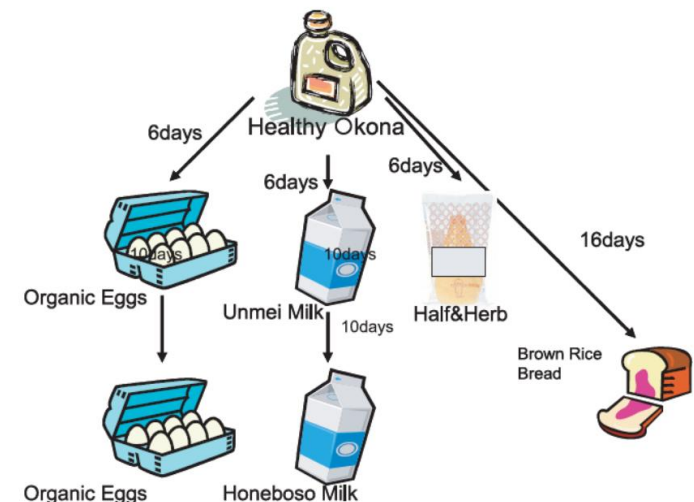 Healthy Okona
6days
6days
6days
16days
10days
10days
Organic Eggs
Unmei Milk
Half&Herb
10days
Brown Rice
Bread
Organic Eggs
Honeboso Milk